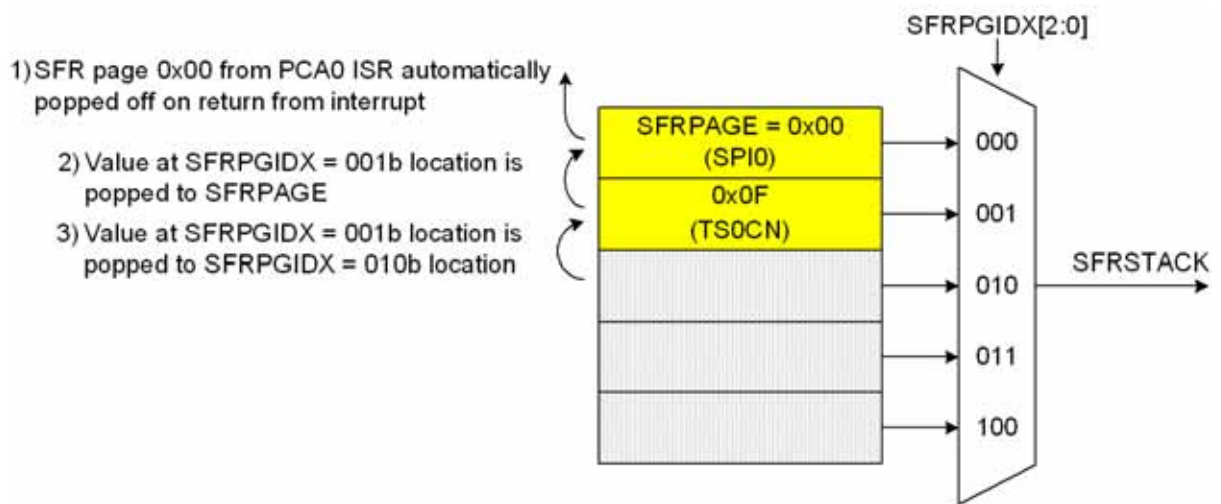 SFRPGIDX[2:0]
1) SFR page 0x00 from PCA0 ISR automatically
popped off on return from interrupt
2) Value at SFRPGIDX = 001b location is
popped to SFRPAGE
3) Value at SFRPGIDX = 001b location is
popped to SFRPGIDX = 010b location
SFRPAGE = 0x00
(SPI0)
0x0F
(TS0CN)
000
001
010
011
100
SFRSTACK